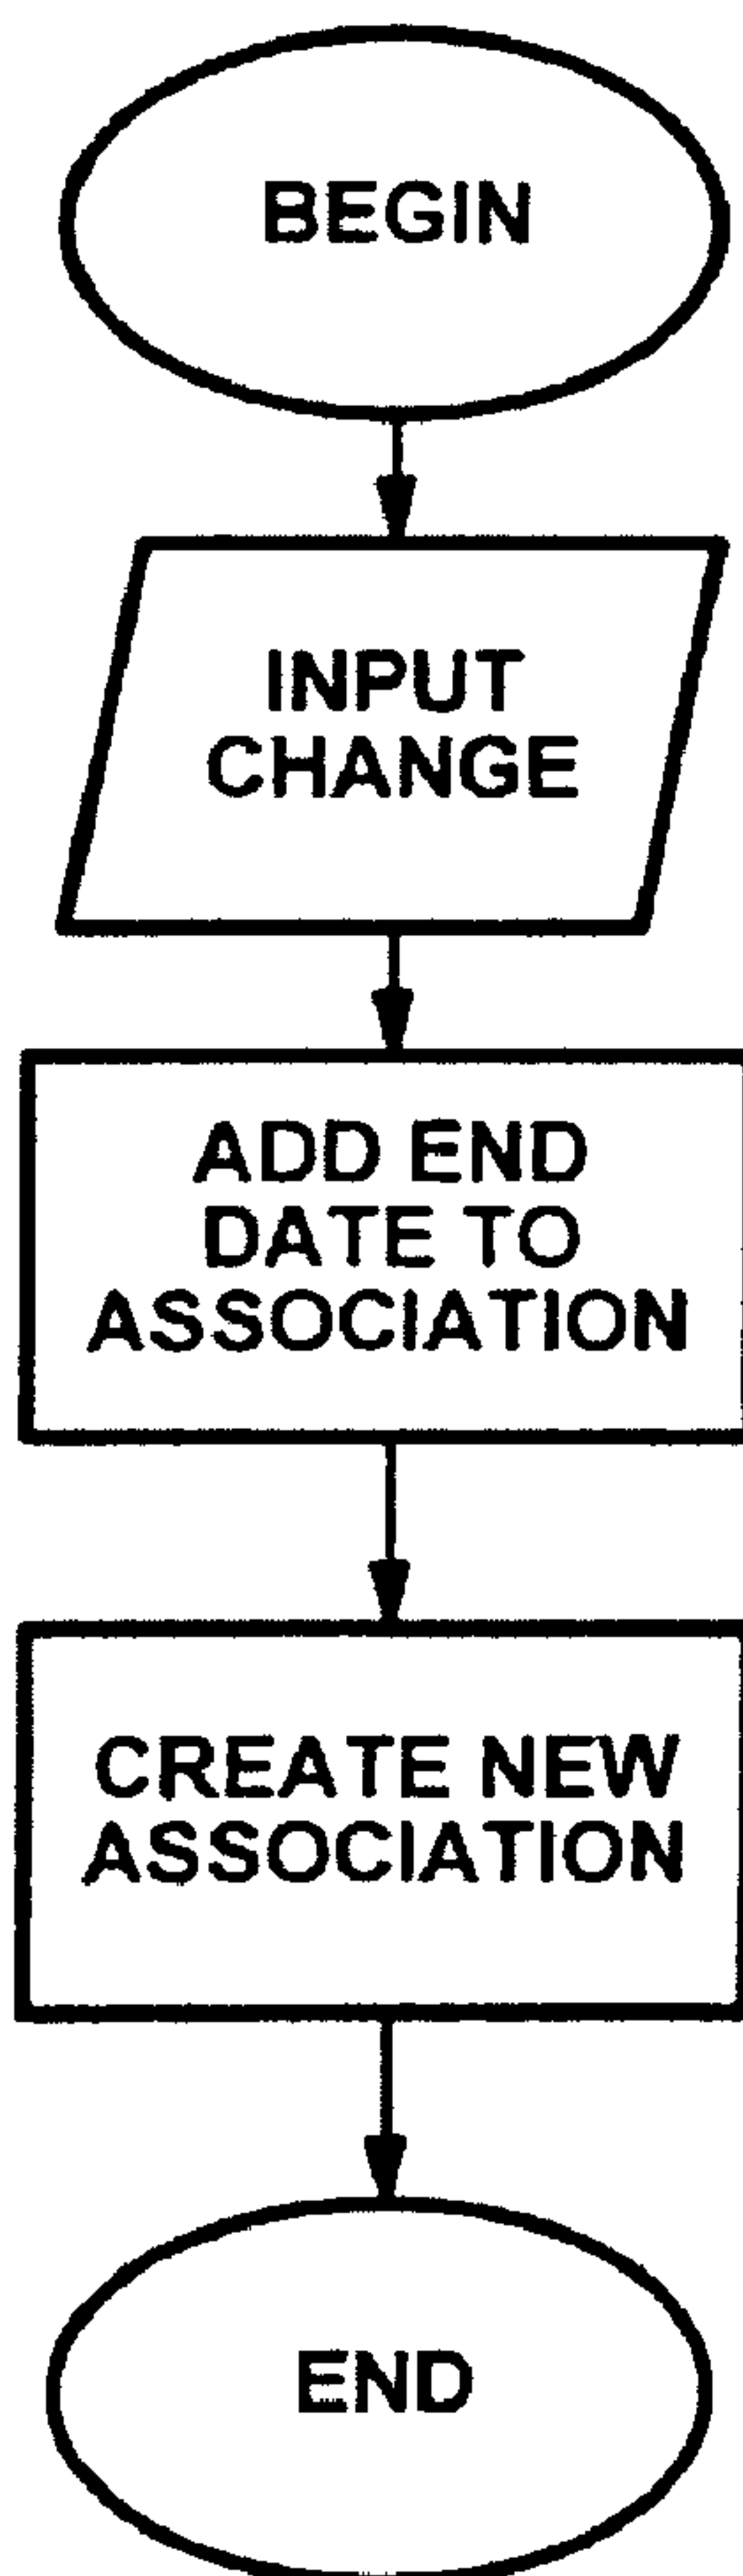 BEGIN
INPUT
CHANGE
ADD END
DATE TO
ASSOCIATION
CREATE NEW
ASSOCIATION
END